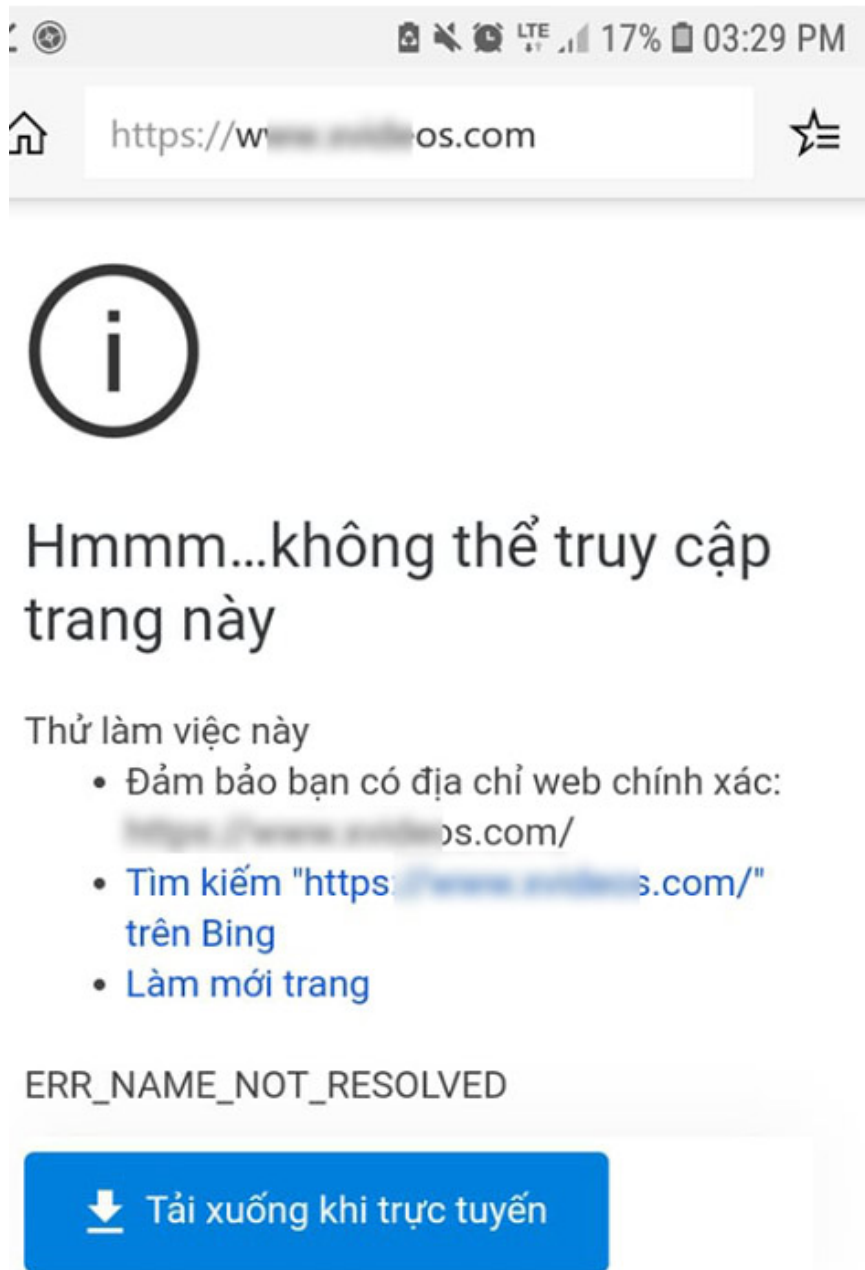 LTE 17% 03:29 PM
https://w os.com
Hmmm...không thể truy cập
trang này
Thử làm việc này
• Đảm bảo bạn có địa chỉ web chính xác:
os.com/
• Tìm kiếm "https: s.com/"
trên Bing
• Làm mới trang
ERR_NAME_NOT_RESOLVED
Tải xuống khi trực tuyến